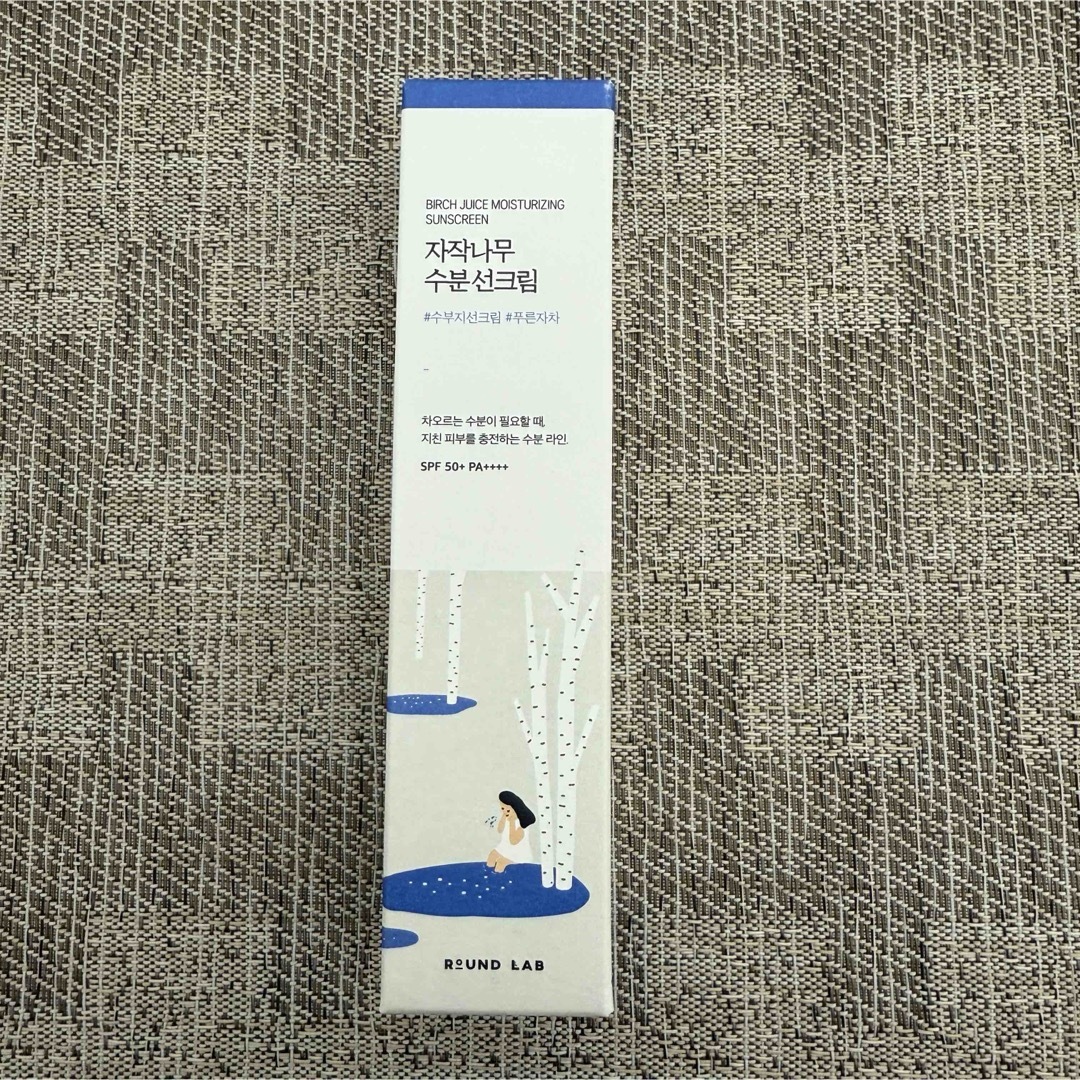 BIRCH JUICE MOISTURIZING
SUNSCREEN
자작나무
수분선크림
#수부지선크림 #푸른자차
차오르는 수분이 필요할 때,
지친 피부를 충전하는 수분 라인.
SPF 50+ PA++++
ROUND LAB